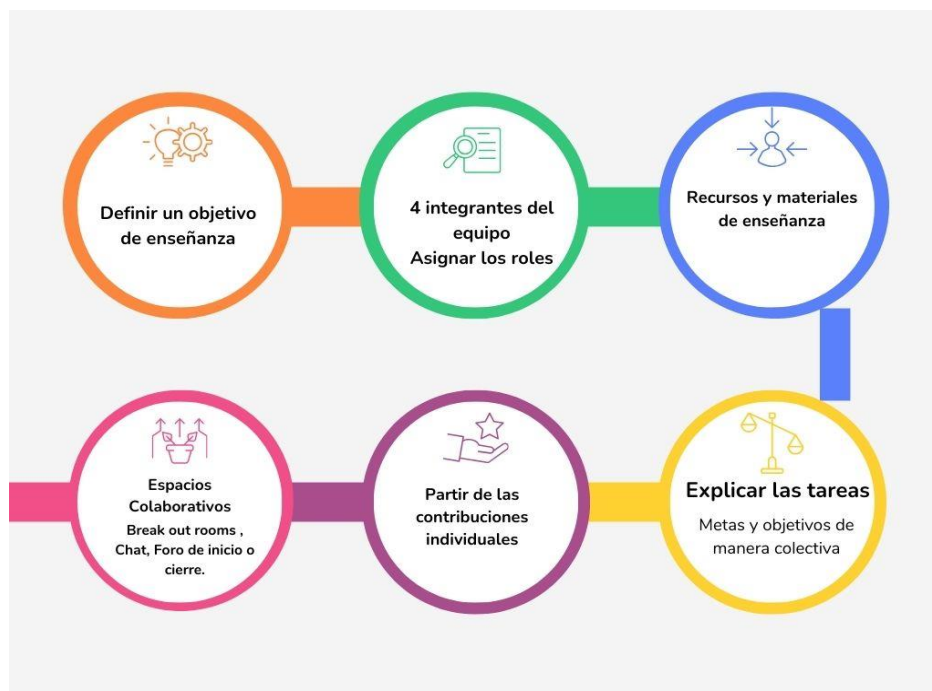 Definir un objetivo
de enseñanza
4 integrantes del
equipo
Asignar los roles
Recursos y materiales
de enseñanza
Explicar las tareas
Metas y objetivos de
manera colectiva
Partir de las
contribuciones
individuales
Espacios
Colaborativos
Break out rooms ,
Chat, Foro de inicio o
cierre.